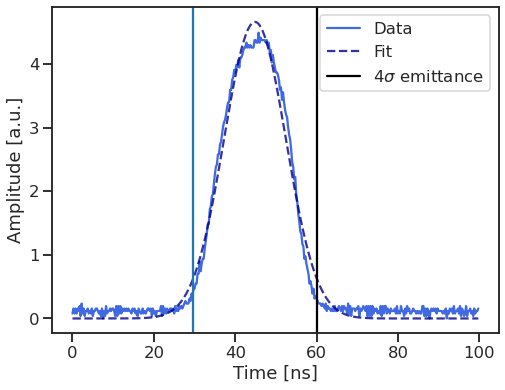 Data
Fit
4σ emittance
Amplitude [a.u.]
4
3
2
1
0
0 20 40 60 80 100
Time [ns]